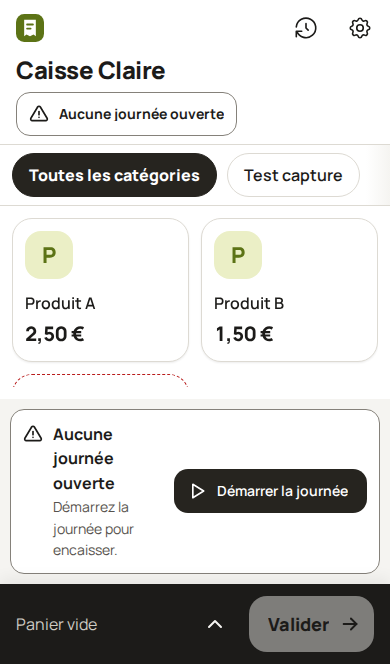 Caisse Claire
Aucune journée ouverte
Toutes les catégories
Test capture
P
P
Produit A
Produit B
2,50 €
1,50 €
Aucune
journée
ouverte
Démarrez la
journée pour
encaisser.
Démarrer la journée
Panier vide
Valider